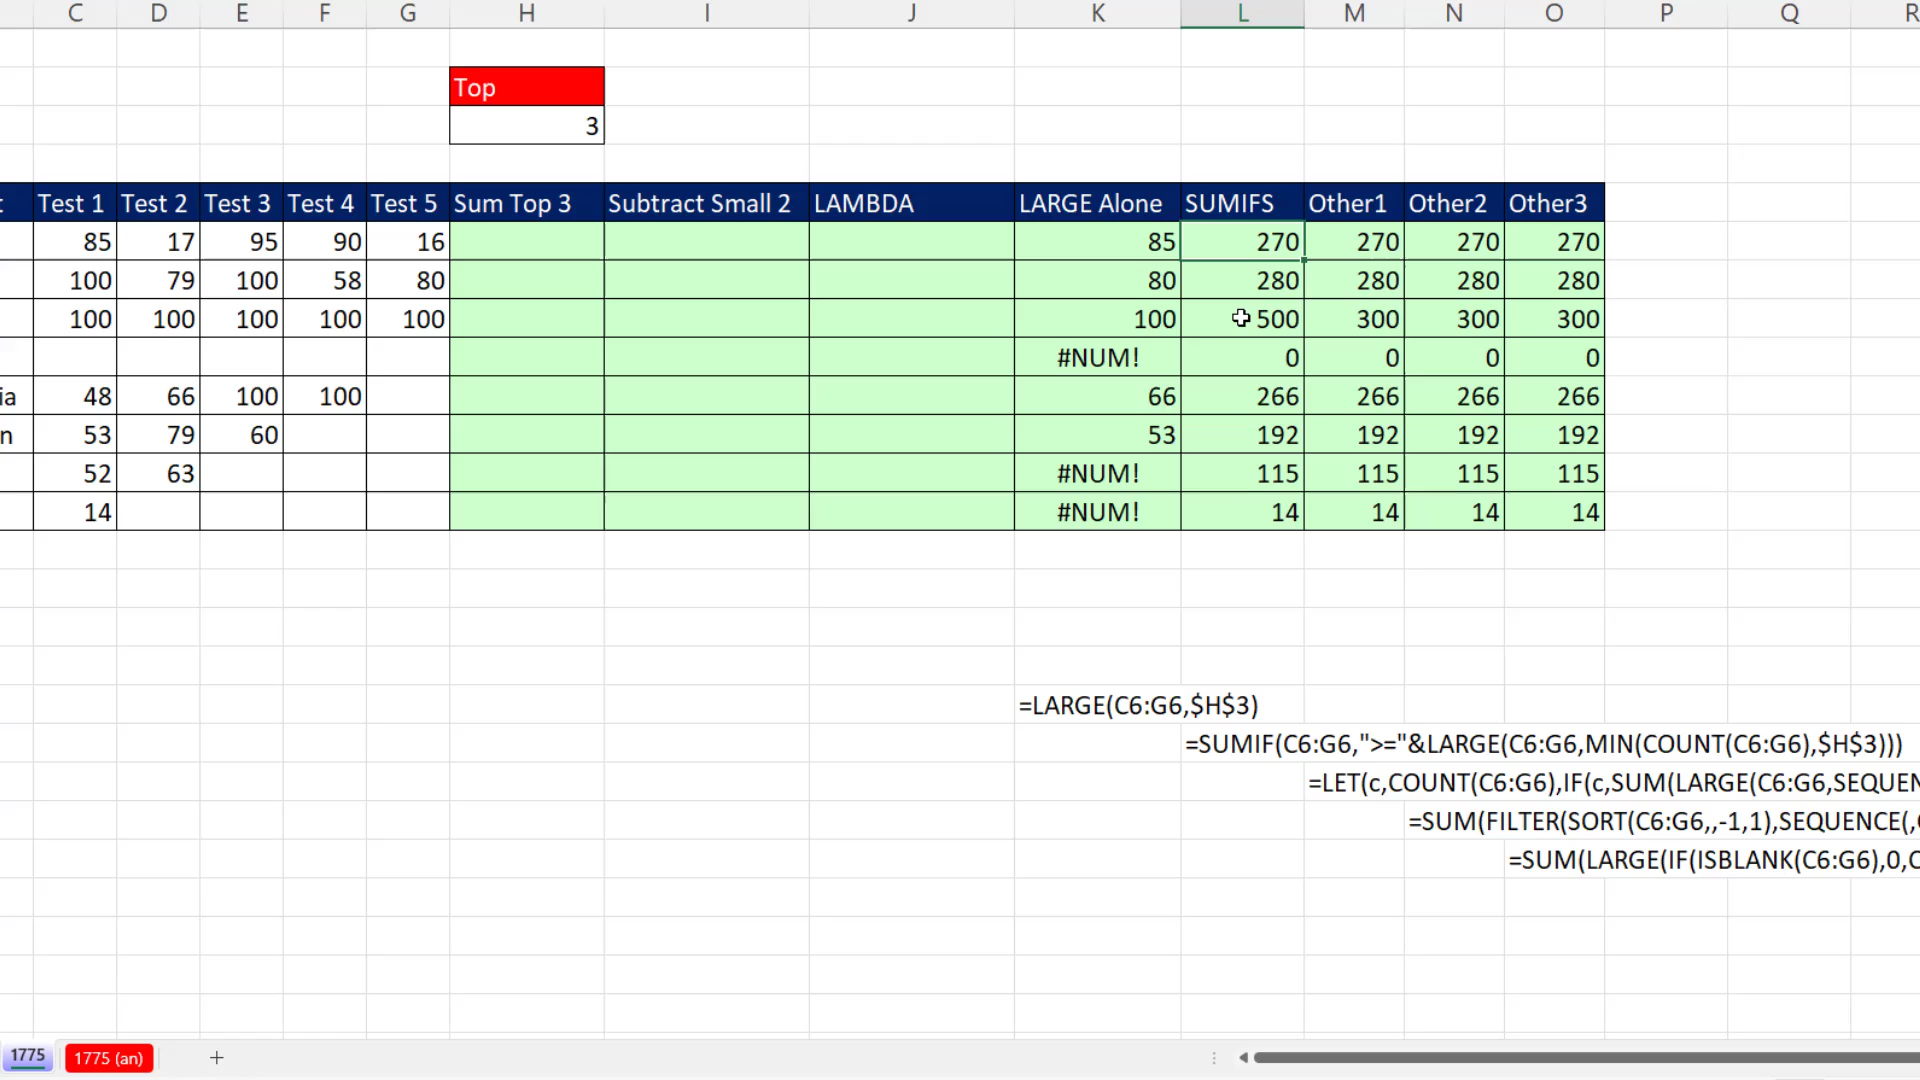 C D E F G H I J K L M N O P Q R
Top
3
Test 1 Test 2 Test 3 Test 4 Test 5 Sum Top 3 Subtract Small 2 LAMBDA LARGE Alone SUMIFS Other1 Other2 Other3
85 17 95 90 16 85 270 270 270 270
100 79 100 58 80 80 280 280 280 280
100 100 100 100 100 100 500 300 300 300
#NUM! 0 0 0 0
ia 48 66 100 100 66 266 266 266 266
n 53 79 60 53 192 192 192 192
52 63 #NUM! 115 115 115 115
14 #NUM! 14 14 14 14
=LARGE(C6:G6,$H$3)
=SUMIF(C6:G6,">="&LARGE(C6:G6,MIN(COUNT(C6:G6),$H$3)))
=LET(c,COUNT(C6:G6),IF(c,SUM(LARGE(C6:G6,SEQUEN
=SUM(FILTER(SORT(C6:G6,,-1,1),SEQUENCE(,
=SUM(LARGE(IF(ISBLANK(C6:G6),0,C
1775 1775 (an) +